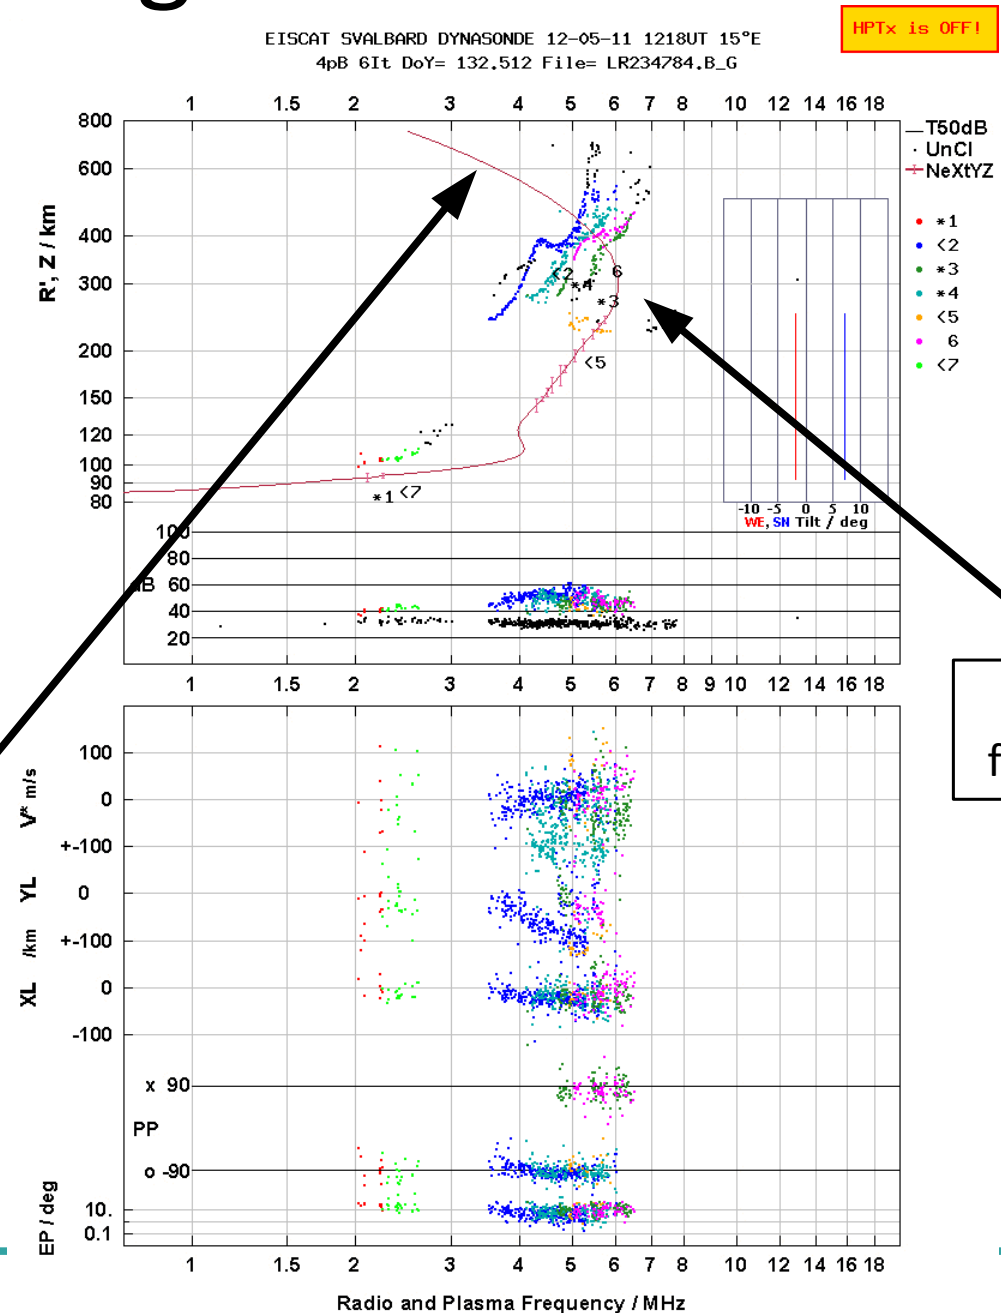 g
HPTx is OFF!
EISCAT SVALBARD DYNASONDE 12-05-11 1218UT 15°E
4pB 6It DoY= 132.512 File= LR234784.B_G
1 1.5 2 3 4 5 6 7 8 10 12 14 16 18
800
600
400
300
200
150
120
100
90
80
R', Z / km
T50dB
UnCl
NeXtYZ
*1
<2
*3
*4
<5
6
<7
<2
*4
6
*3
<5
*1 <7
-10 -5 0 5 10
WE, SN Tilt / deg
100
80
dB 60
40
20
1 1.5 2 3 4 5 6 7 8 9 10 12 14 16 18
f
V* m/s
100
0
+-100
YL
0
/km
+-100
XL
0
-100
x 90
PP
o -90
EP / deg
10.
0.1
1 1.5 2 3 4 5 6 7 8 9 10 12 14 16 18
Radio and Plasma Frequency / MHz